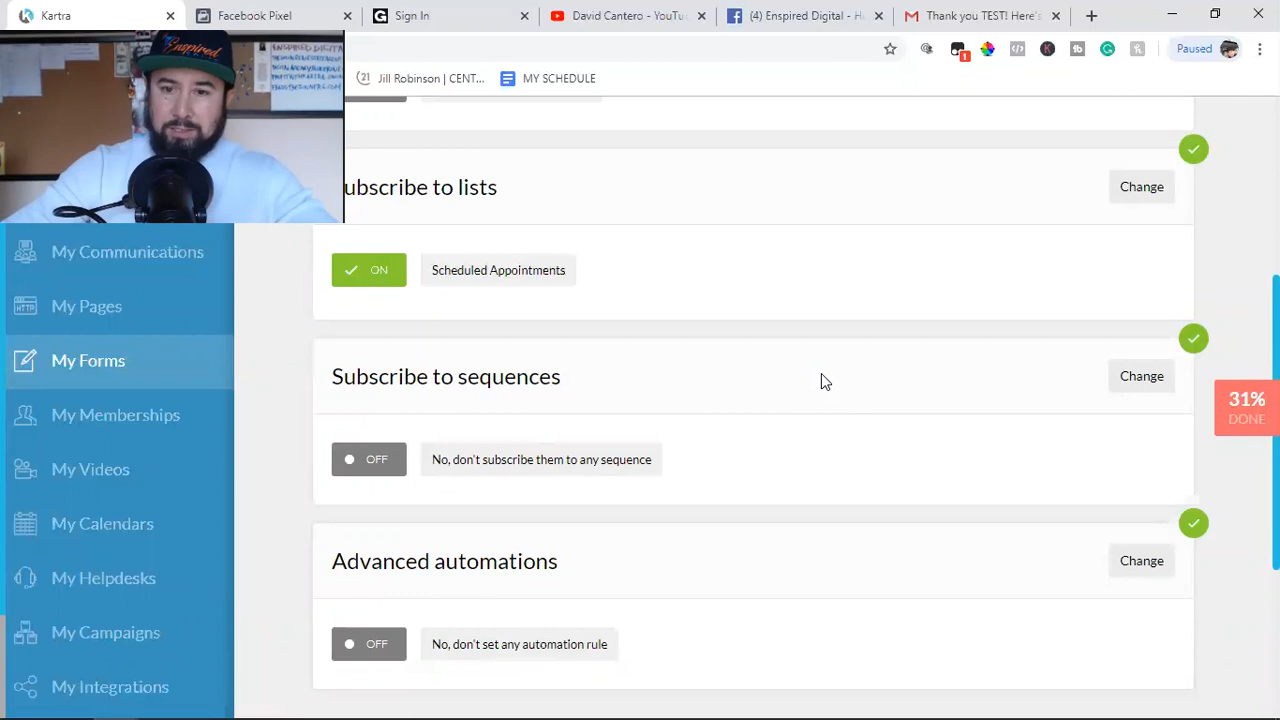 Kartra
Facebook Pixel
Sign In
David Cantero - YouTu
(4) Enspired Digital -
Thank you TEST! Here
Jill Robinson | CENT...
MY SCHEDULE
1
Paused
Enspired
ubscribe to lists
Change
ON
Scheduled Appointments
Subscribe to sequences
Change
OFF
No, don't subscribe them to any sequence
Advanced automations
Change
OFF
No, don't set any automation rule
My Communications
My Pages
HTTP
My Forms
My Memberships
My Videos
My Calendars
My Helpdesks
My Campaigns
My Integrations
31%
DONE